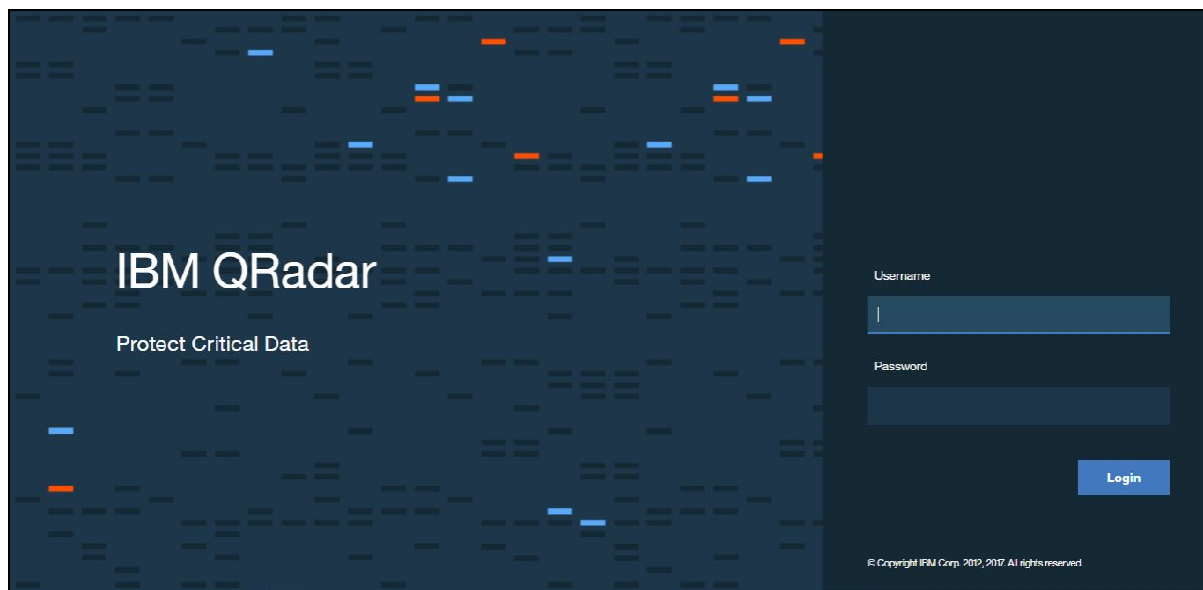 IBM QRadar
Protect Critical Data
Username
Password
Login
© Copyright IBM Corp. 2012, 2017. All rights reserved.